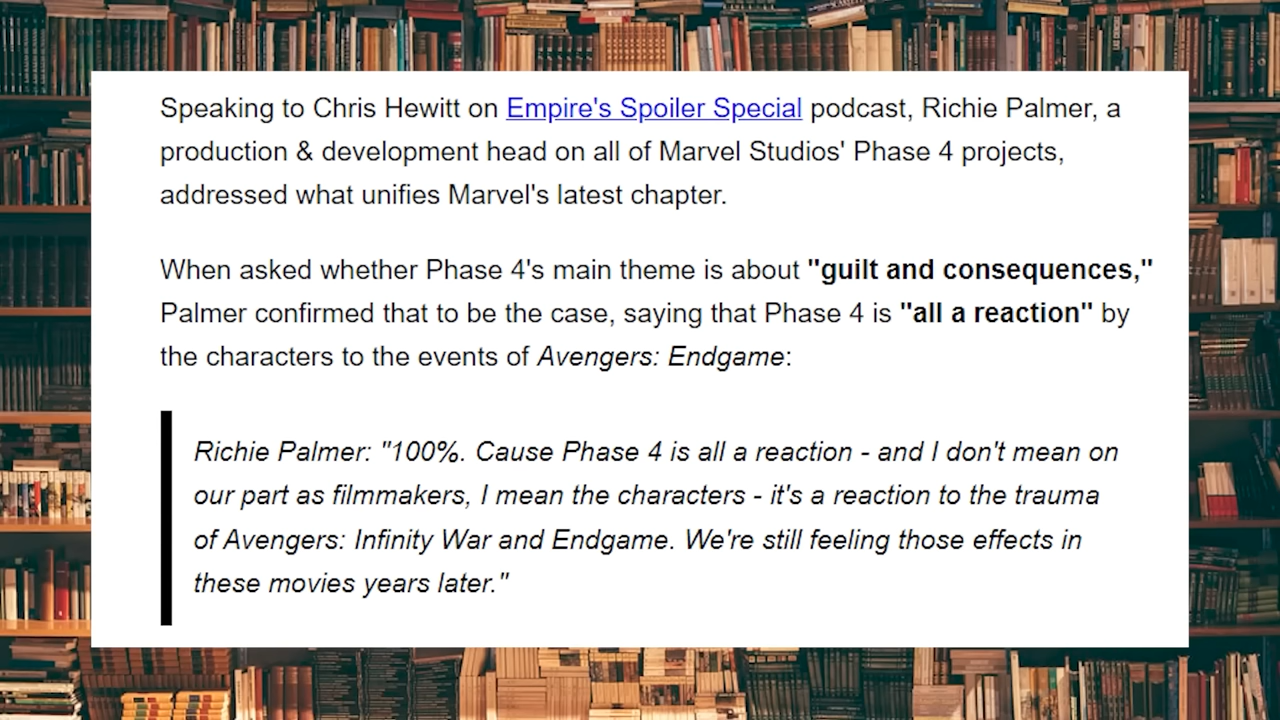 Speaking to Chris Hewitt on Empire's Spoiler Special podcast, Richie Palmer, a
production & development head on all of Marvel Studios' Phase 4 projects,
addressed what unifies Marvel's latest chapter.
When asked whether Phase 4's main theme is about "guilt and consequences,"
Palmer confirmed that to be the case, saying that Phase 4 is "all a reaction" by
the characters to the events of Avengers: Endgame:
Richie Palmer: "100%. Cause Phase 4 is all a reaction - and I don't mean on
our part as filmmakers, I mean the characters - it's a reaction to the trauma
of Avengers: Infinity War and Endgame. We're still feeling those effects in
these movies years later."